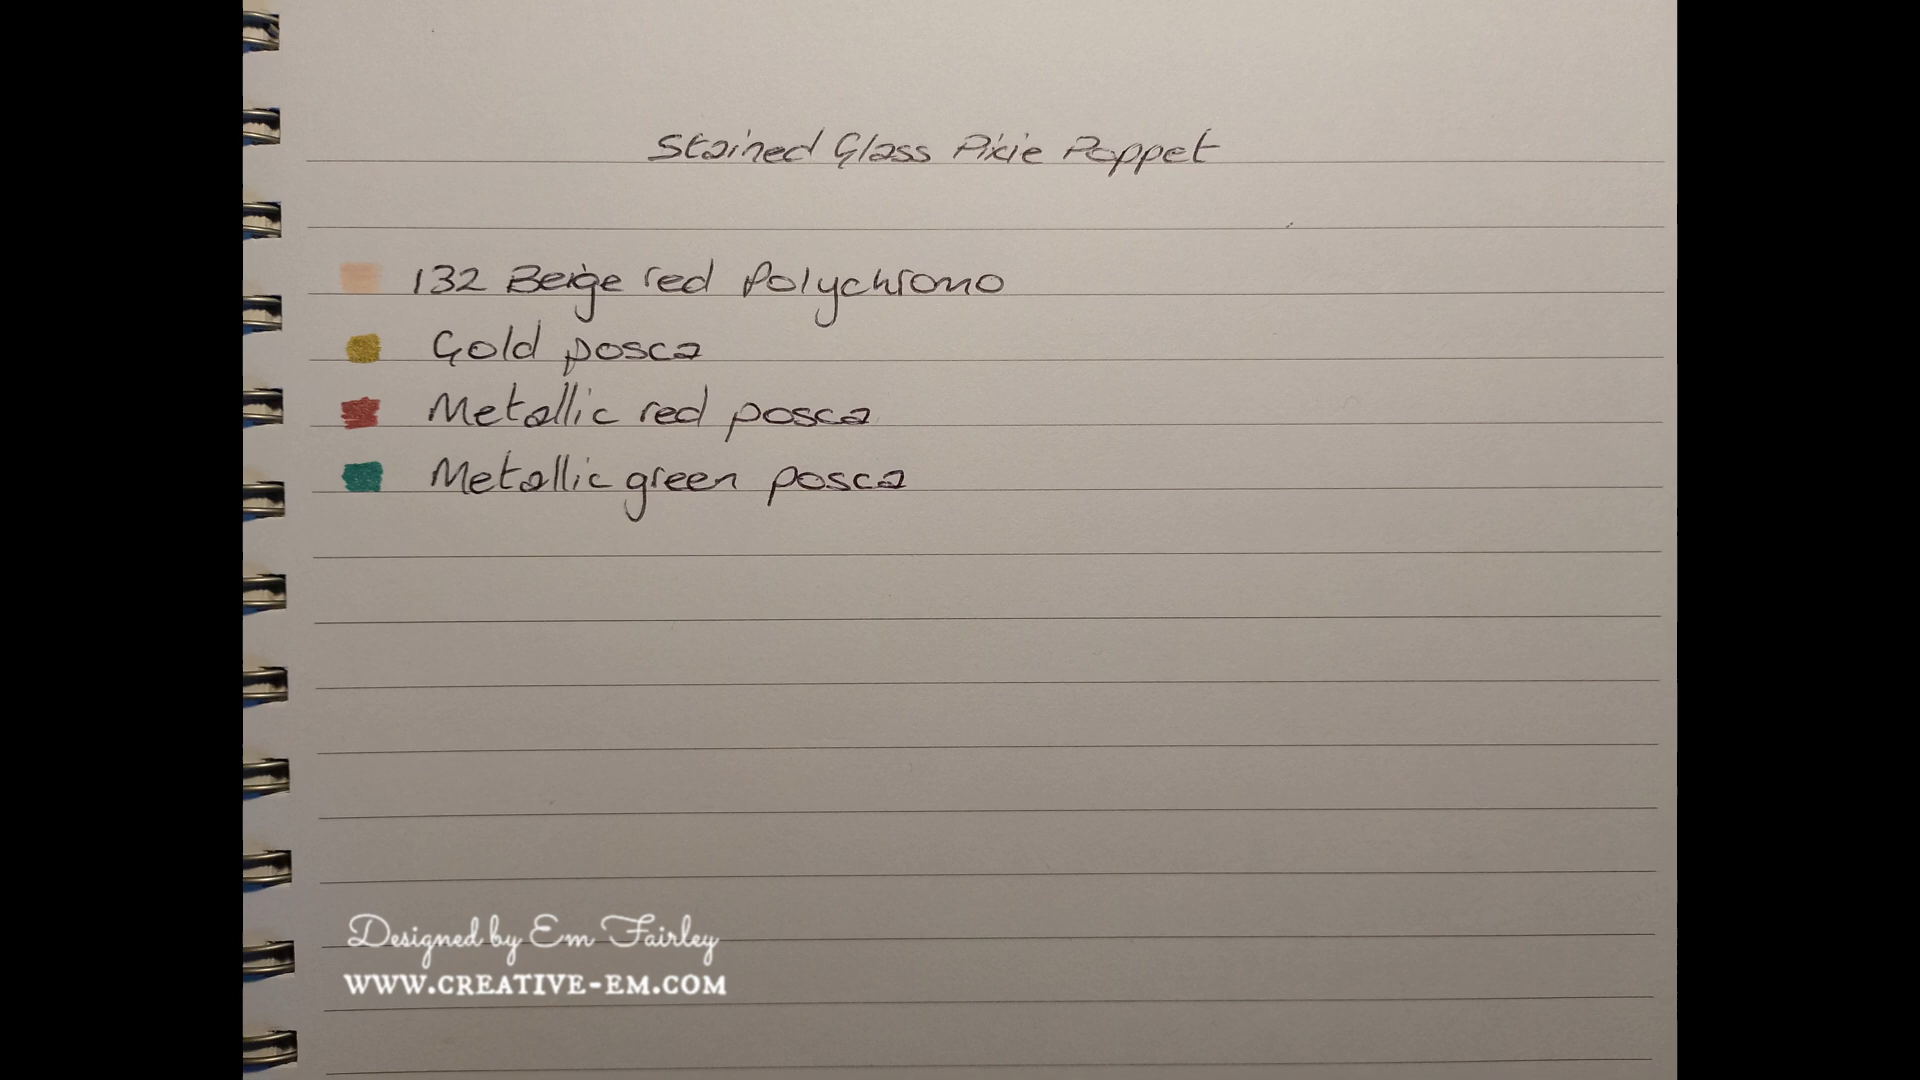 Stained Glass Pixie Poppet
132 Beige red Polychromo
Gold posca
Metallic red posca
Metallic green posca
Designed by Em Fairley
WWW.CREATIVE-EM.COM